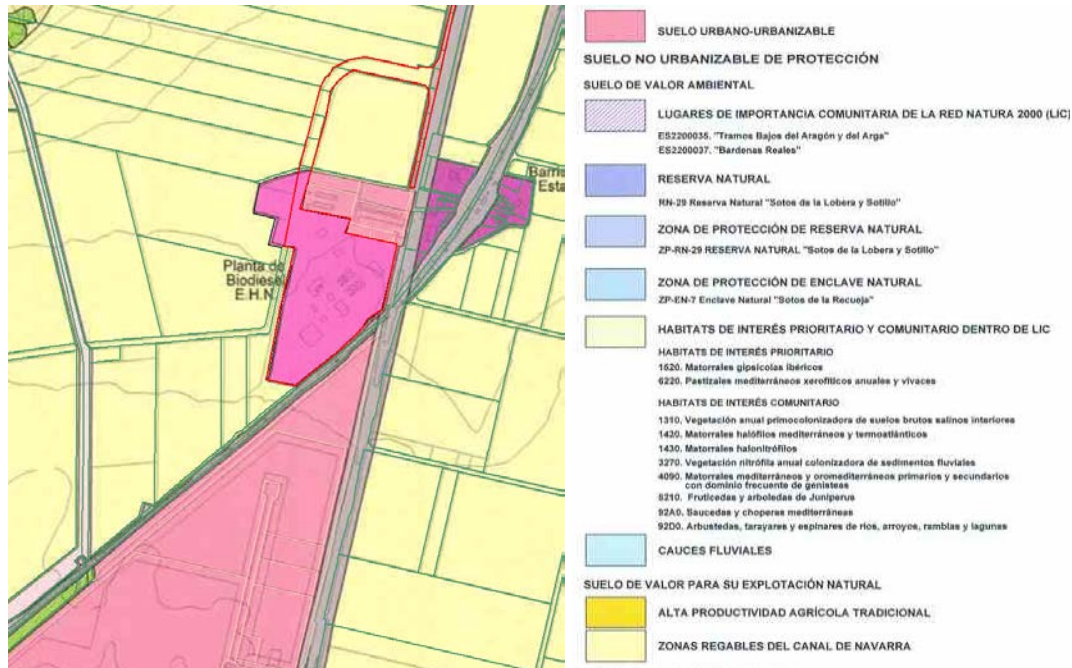 Planta de
Biodiesel
E.H.N.
Esta
SUELO URBANO-URBANIZABLE
SUELO NO URBANIZABLE DE PROTECCIÓN
SUELO DE VALOR AMBIENTAL
LUGARES DE IMPORTANCIA COMUNITARIA DE LA RED NATURA 2000 (LIC)
ES2200035. "Tramos Bajos del Aragón y del Arga"
ES2200037. "Bardenas Reales"
RESERVA NATURAL
RN-29 Reserva Natural "Sotos de la Lobera y Sotillo"
ZONA DE PROTECCIÓN DE RESERVA NATURAL
ZP-RN-29 RESERVA NATURAL "Sotos de la Lobera y Sotillo"
ZONA DE PROTECCIÓN DE ENCLAVE NATURAL
ZP-EN-7 Enclave Natural "Sotos de la Recueja"
HABITATS DE INTERÉS PRIORITARIO Y COMUNITARIO DENTRO DE LIC
HABITATS DE INTERÉS PRIORITARIO
1520. Matorrales gipsícolas ibéricos
6220. Pastizales mediterráneos xerofíticos anuales y vivaces
HABITATS DE INTERÉS COMUNITARIO
1310. Vegetación anual primocolonizadora de suelos brutos salinos interiores
1420. Matorrales halófilos mediterráneos y termoatlánticos
1430. Matorrales halonitrófilos
3270. Vegetación nitrófila anual colonizadora de sedimentos fluviales
4090. Matorrales mediterráneos y oromediterráneos primarios y secundarios
con dominio frecuente de genisteas
5210. Fruticedas y arboledas de Juniperus
92A0. Saucedas y choperas mediterráneas
92D0. Arbustedas, tarayares y espinares de ríos, arroyos, ramblas y lagunas
CAUCES FLUVIALES
SUELO DE VALOR PARA SU EXPLOTACIÓN NATURAL
ALTA PRODUCTIVIDAD AGRÍCOLA TRADICIONAL
ZONAS REGABLES DEL CANAL DE NAVARRA